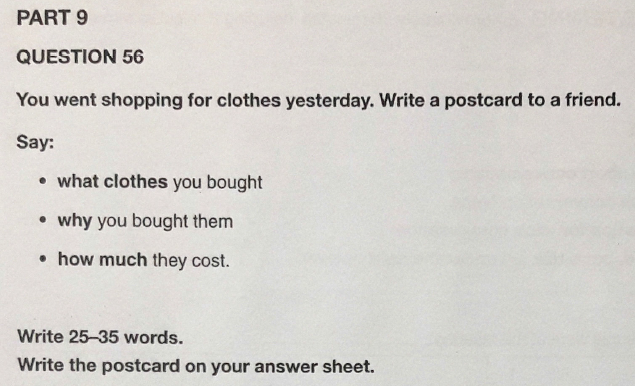 PART 9
QUESTION 56
You went shopping for clothes yesterday. Write a postcard to a friend.
Say:
• what clothes you bought
• why you bought them
• how much they cost.
Write 25–35 words.
Write the postcard on your answer sheet.